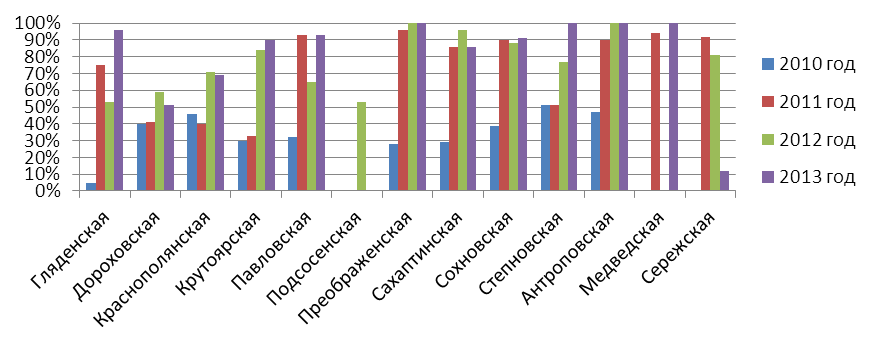 100%
90%
80%
70%
60%
50%
40%
30%
20%
10%
0%
Гляденская
Дороховская
Краснополянская
Крутоярская
Павловская
Подсосенская
Преображенская
Сахаптинская
Сохновская
Степновская
Антроповская
Медведская
Сережская
2010 год
2011 год
2012 год
2013 год